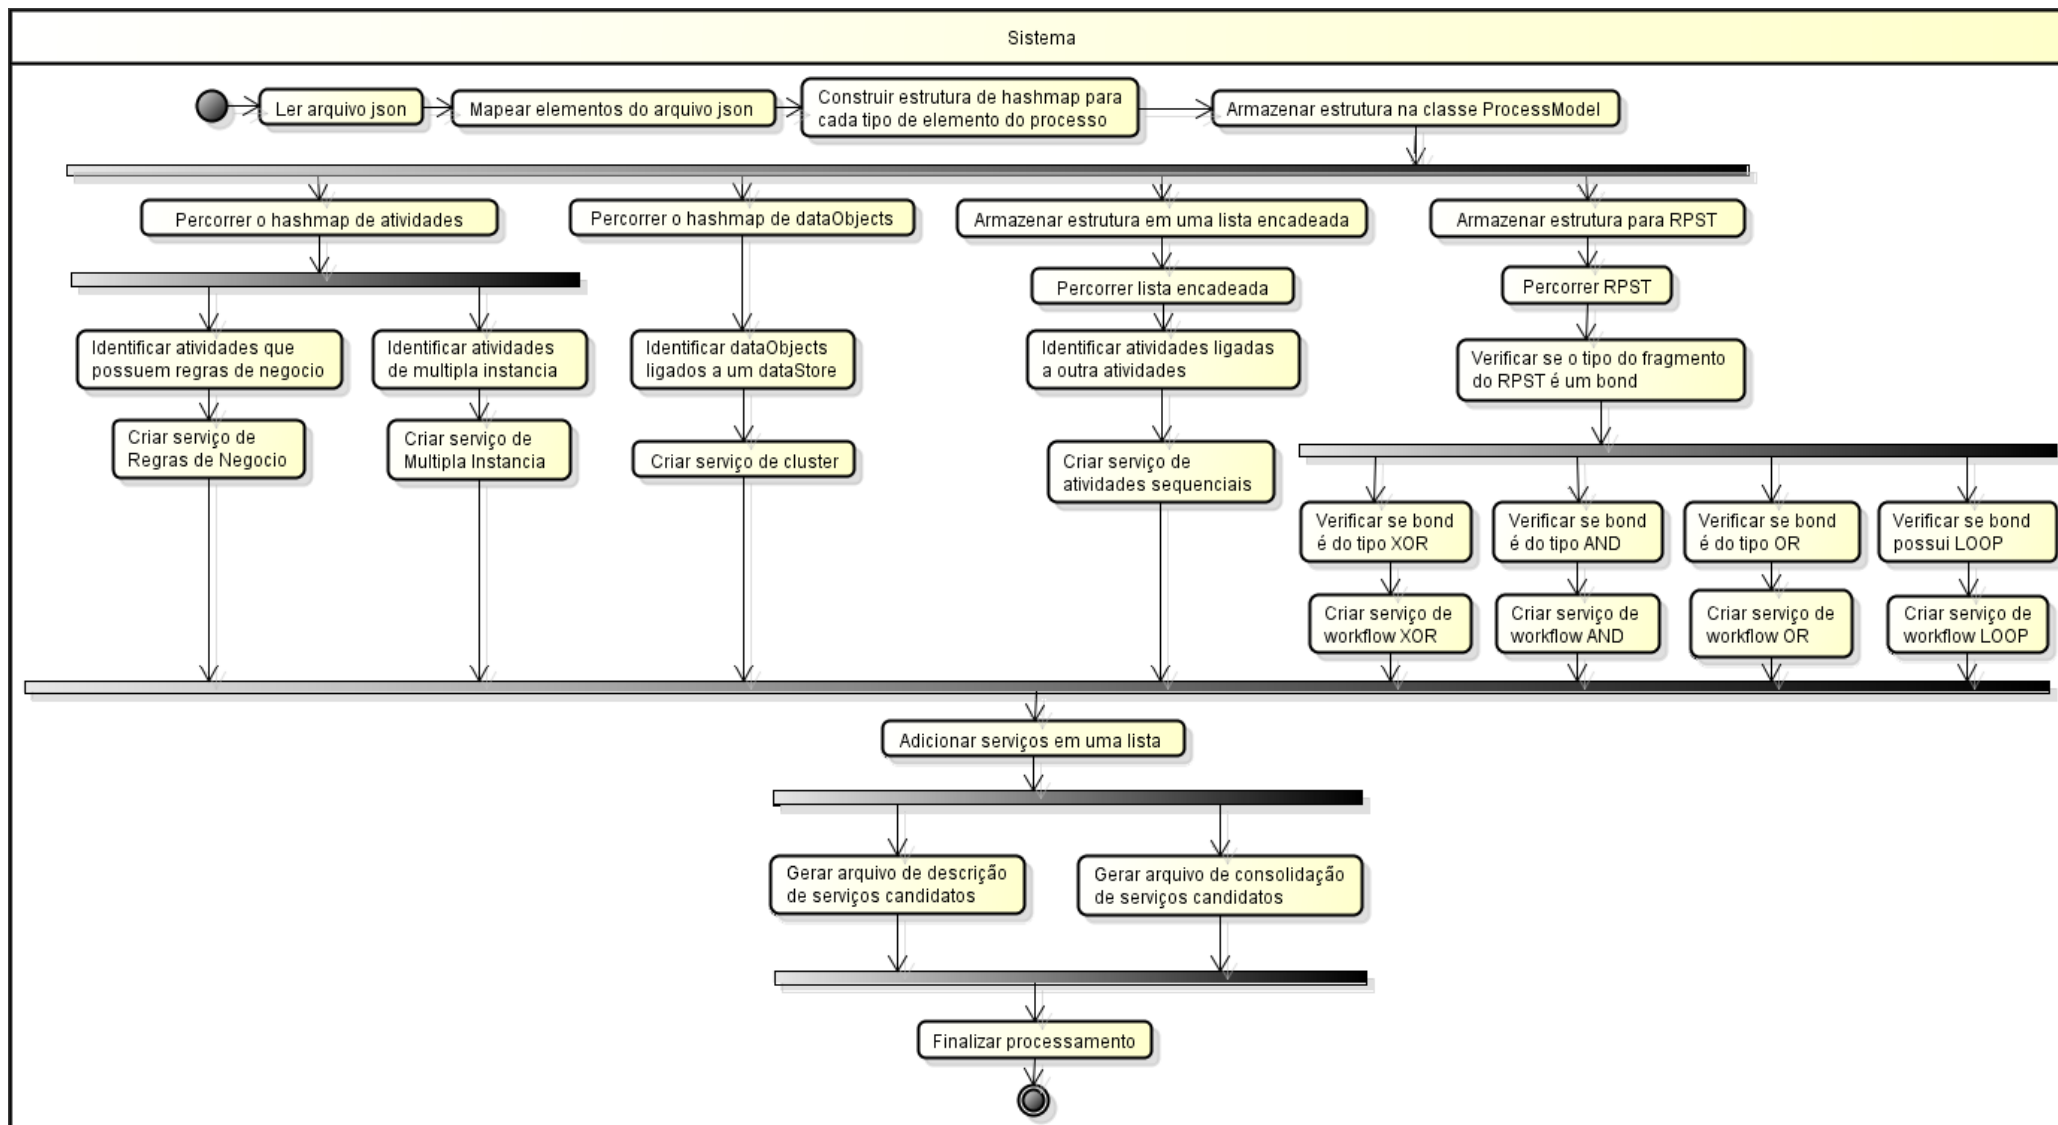 Sistema
Ler arquivo json
Mapear elementos do arquivo json
Construir estrutura de hashmap para
cada tipo de elemento do processo
Armazenar estrutura na classe ProcessModel
Percorrer o hashmap de atividades
Percorrer o hashmap de dataObjects
Armazenar estrutura em uma lista encadeada
Armazenar estrutura para RPST
Percorrer lista encadeada
Percorrer RPST
Identificar atividades que
possuem regras de negocio
Identificar atividades
de multipla instancia
Identificar dataObjects
ligados a um dataStore
Identificar atividades ligadas
a outra atividades
Verificar se o tipo do fragmento
do RPST é um bond
Criar serviço de
Regras de Negocio
Criar serviço de
Multipla Instancia
Criar serviço de cluster
Criar serviço de
atividades sequenciais
Verificar se bond
é do tipo XOR
Verificar se bond
é do tipo AND
Verificar se bond
é do tipo OR
Verificar se bond
possui LOOP
Criar serviço de
workflow XOR
Criar serviço de
workflow AND
Criar serviço de
workflow OR
Criar serviço de
workflow LOOP
Adicionar serviços em uma lista
Gerar arquivo de descrição
de serviços candidatos
Gerar arquivo de consolidação
de serviços candidatos
Finalizar processamento